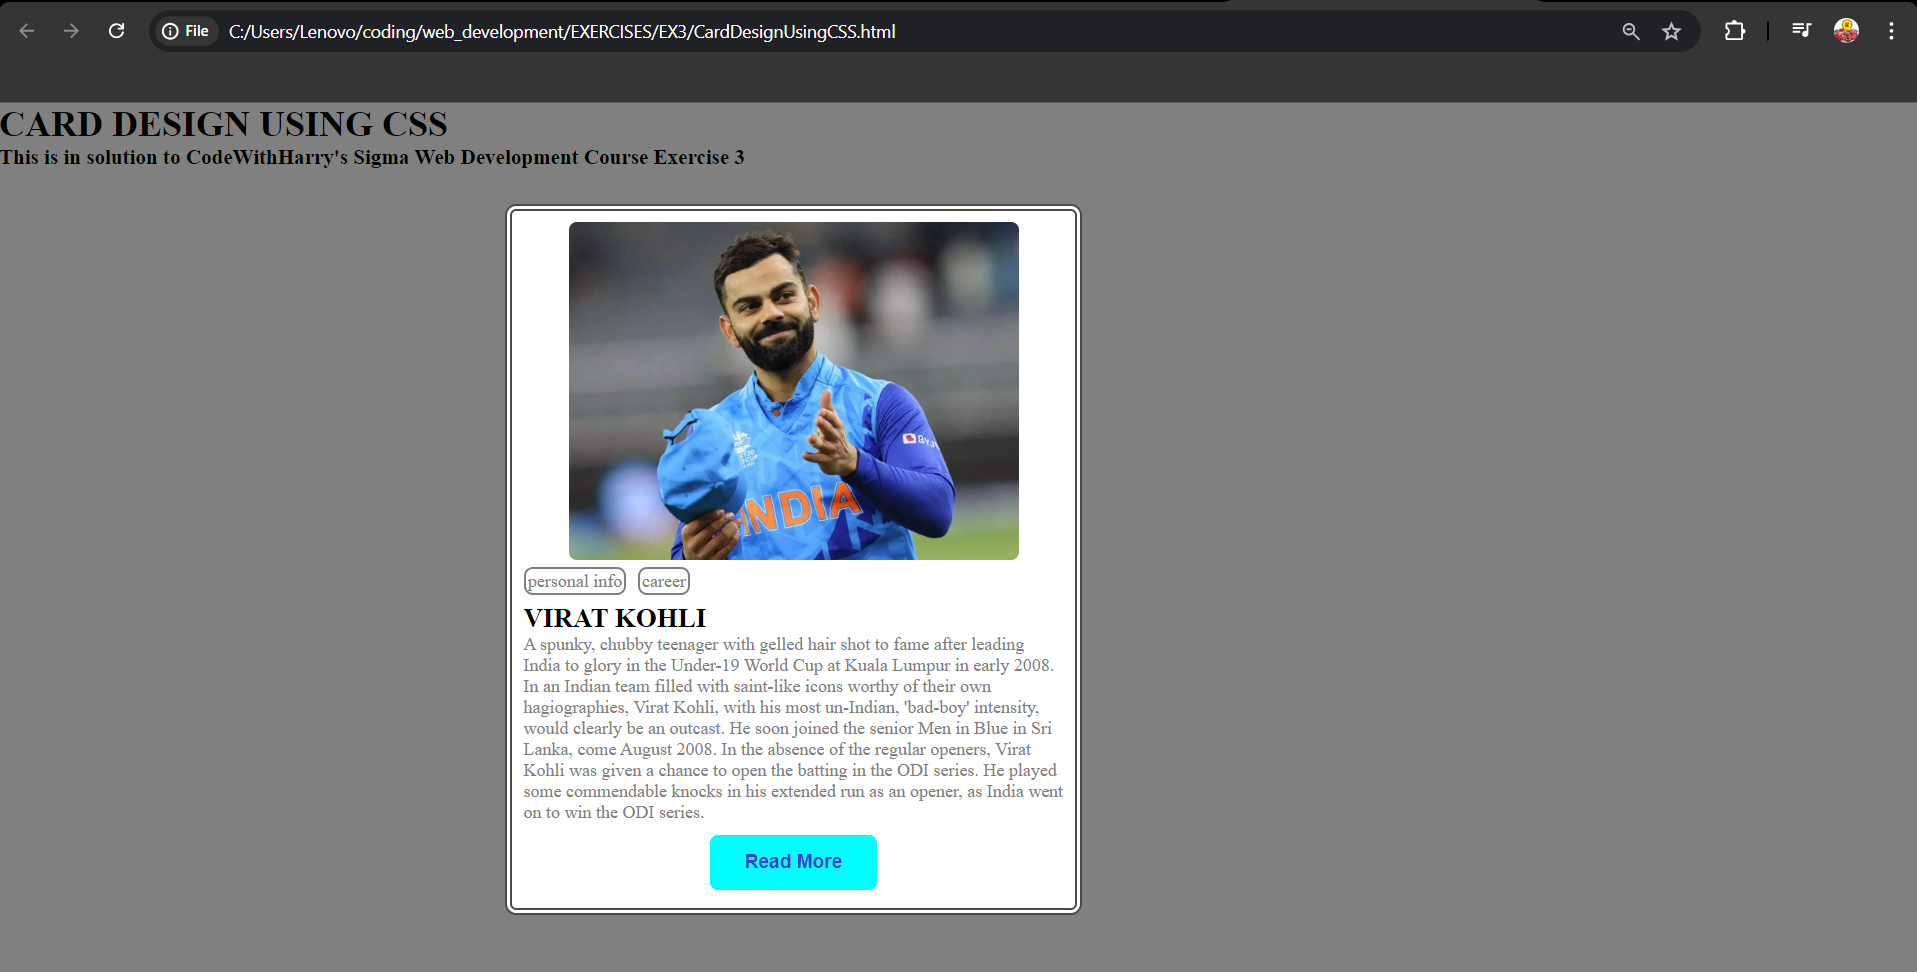 File C:/Users/Lenovo/coding/web_development/EXERCISES/EX3/CardDesignUsingCSS.html
CARD DESIGN USING CSS
This is in solution to CodeWithHarry's Sigma Web Development Course Exercise 3
BYJU
T20
CUP
INDIA
personal info career
VIRAT KOHLI
A spunky, chubby teenager with gelled hair shot to fame after leading
India to glory in the Under-19 World Cup at Kuala Lumpur in early 2008.
In an Indian team filled with saint-like icons worthy of their own
hagiographies, Virat Kohli, with his most un-Indian, 'bad-boy' intensity,
would clearly be an outcast. He soon joined the senior Men in Blue in Sri
Lanka, come August 2008. In the absence of the regular openers, Virat
Kohli was given a chance to open the batting in the ODI series. He played
some commendable knocks in his extended run as an opener, as India went
on to win the ODI series.
Read More